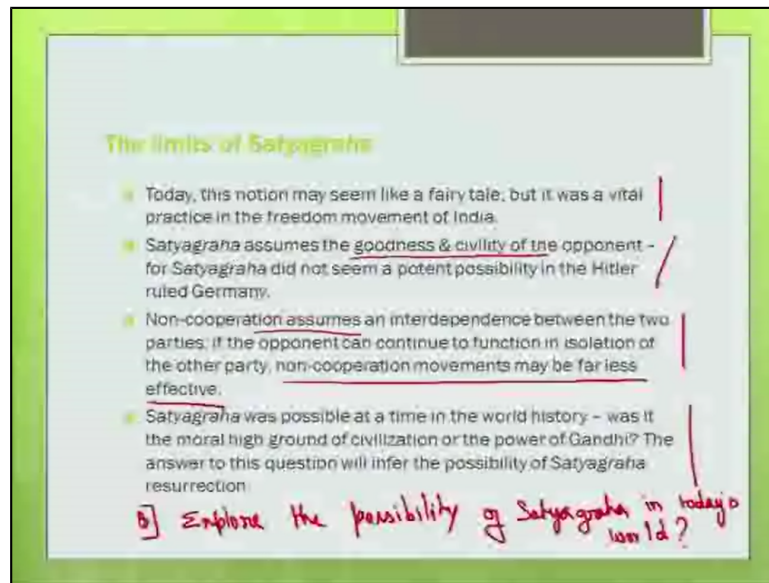 The limits of Satyagraha
Today, this notion may seem like a fairy tale, but it was a vital
practice in the freedom movement of India.
Satyagraha assumes the goodness & civility of the opponent –
for Satyagraha did not seem a potent possibility in the Hitler
ruled Germany.
Non-cooperation assumes an interdependence between the two
parties; if the opponent can continue to function in isolation of
the other party, non-cooperation movements may be far less
effective.
Satyagraha was possible at a time in the world history – was it
the moral high ground of civilization or the power of Gandhi? The
answer to this question will infer the possibility of Satyagraha
resurrection
Q] Explore the possibility of Satyagraha in today's
world?